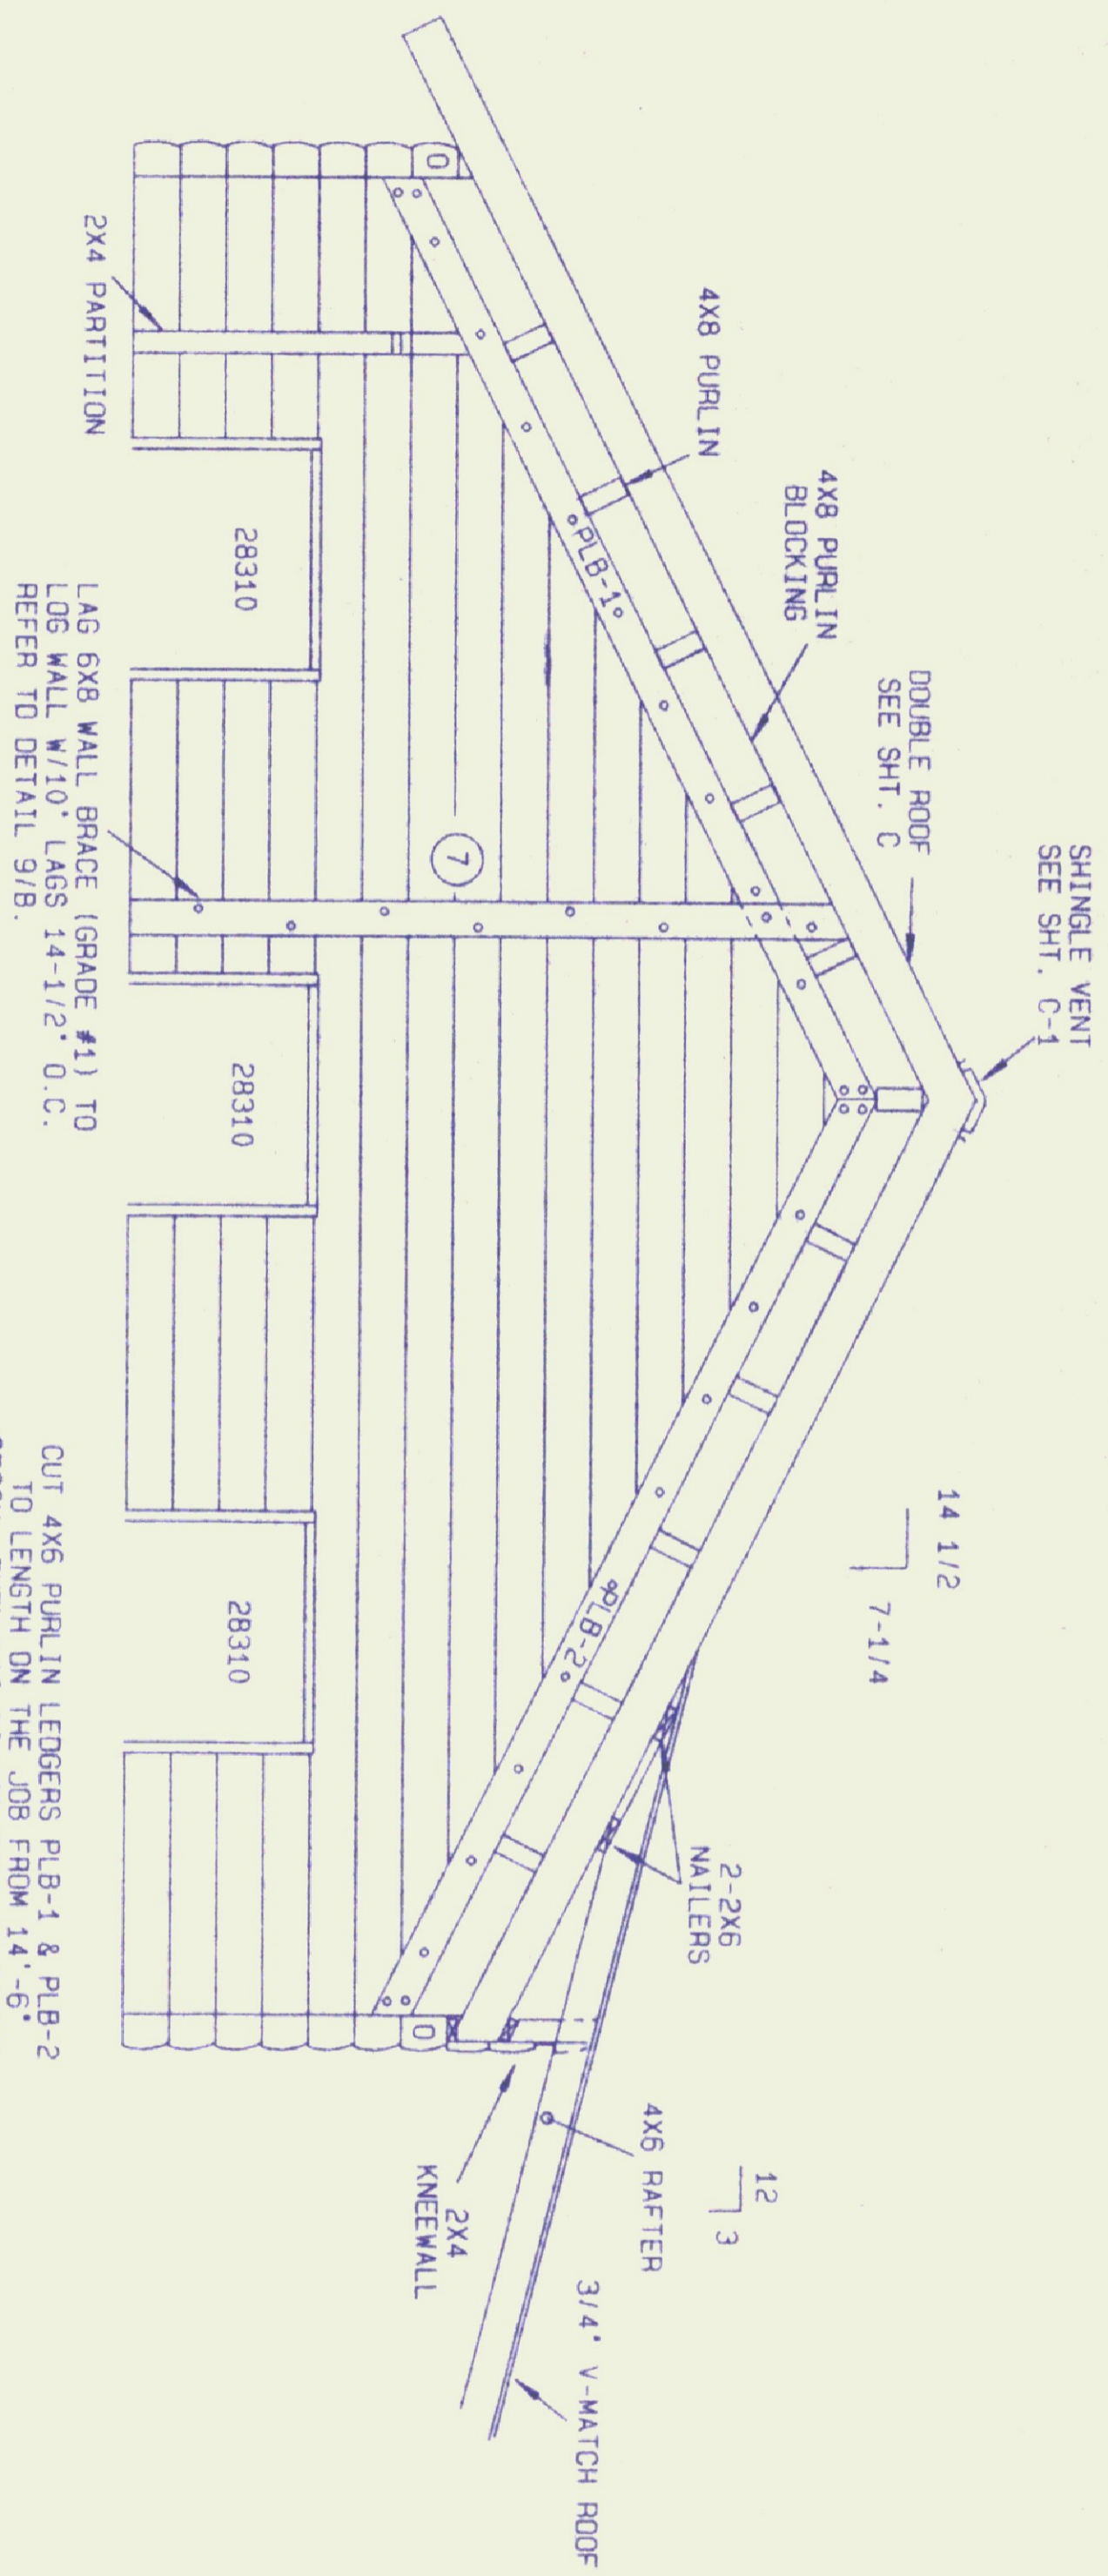 SHINGLE VENT
SEE SHT. C-1
DOUBLE ROOF
SEE SHT. C
4X8 PURLIN
BLOCKING
4X8 PURLIN
14 1/2
7-1/4
12
3
PLB-1
PLB-2
2-2X6
NAILERS
4X6 RAFTER
3/4" V-MATCH ROOF
2X4
KNEEWALL
0
0
7
2X4 PARTITION
28310
28310
28310
LAG 6X8 WALL BRACE (GRADE #1) TO
LOG WALL W/10" LAGS 14-1/2" O.C.
REFER TO DETAIL 9/B.
CUT 4X6 PURLIN LEDGERS PLB-1 & PLB-2
TO LENGTH ON THE JOB FROM 14'-6"